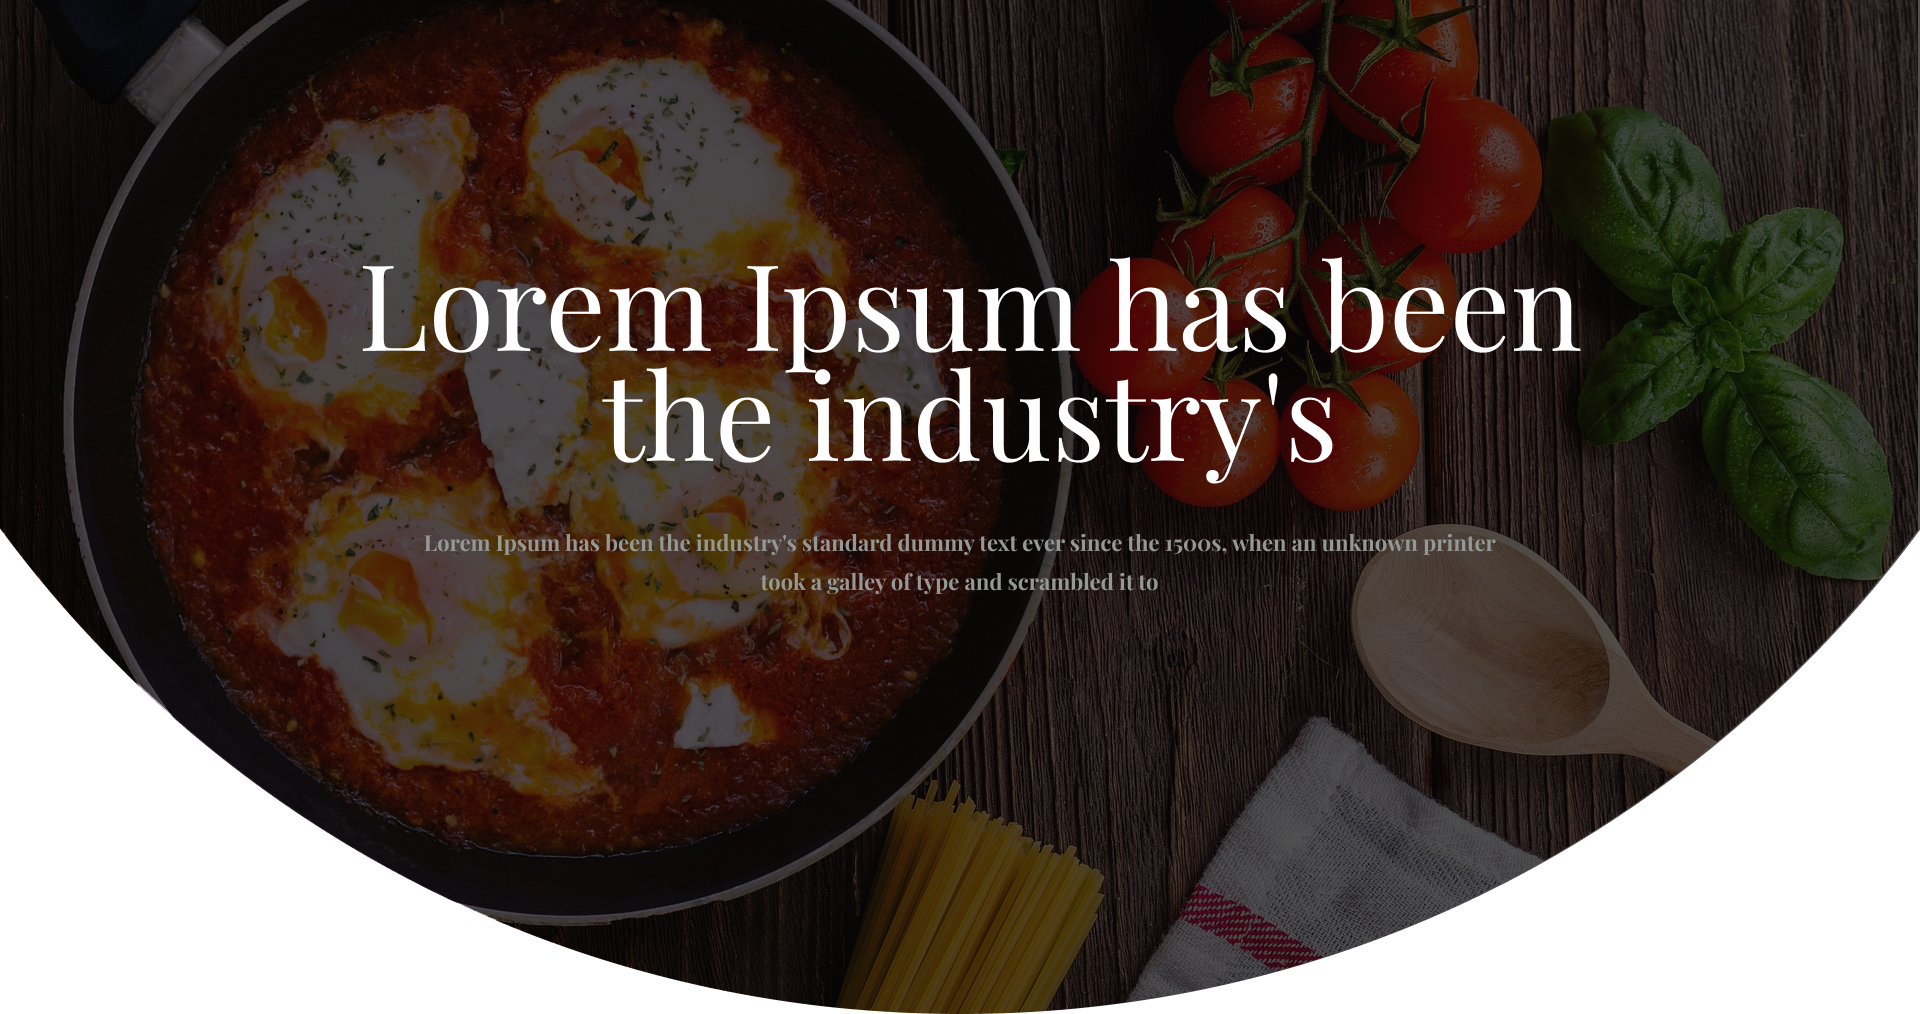 Lorem Ipsum has been
the industry's
Lorem Ipsum has been the industry's standard dummy text ever since the 1500s, when an unknown printer
took a galley of type and scrambled it to